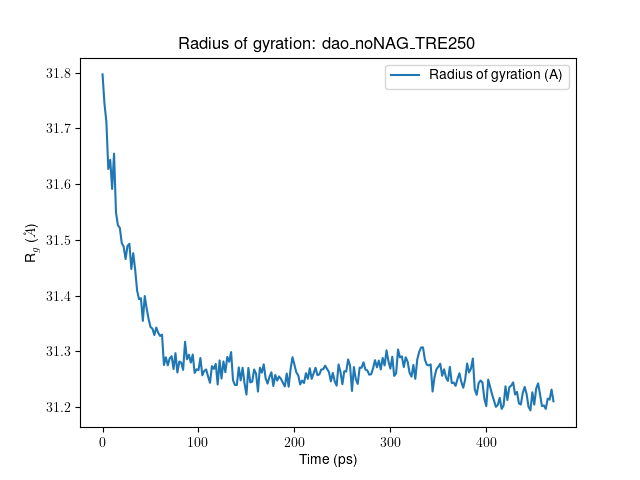 Radius of gyration: dao_noNAG_TRE250
Radius of gyration (A)
31.8
31.7
31.6
31.5
31.4
31.3
31.2
R_g (Å)
0 100 200 300 400
Time (ps)